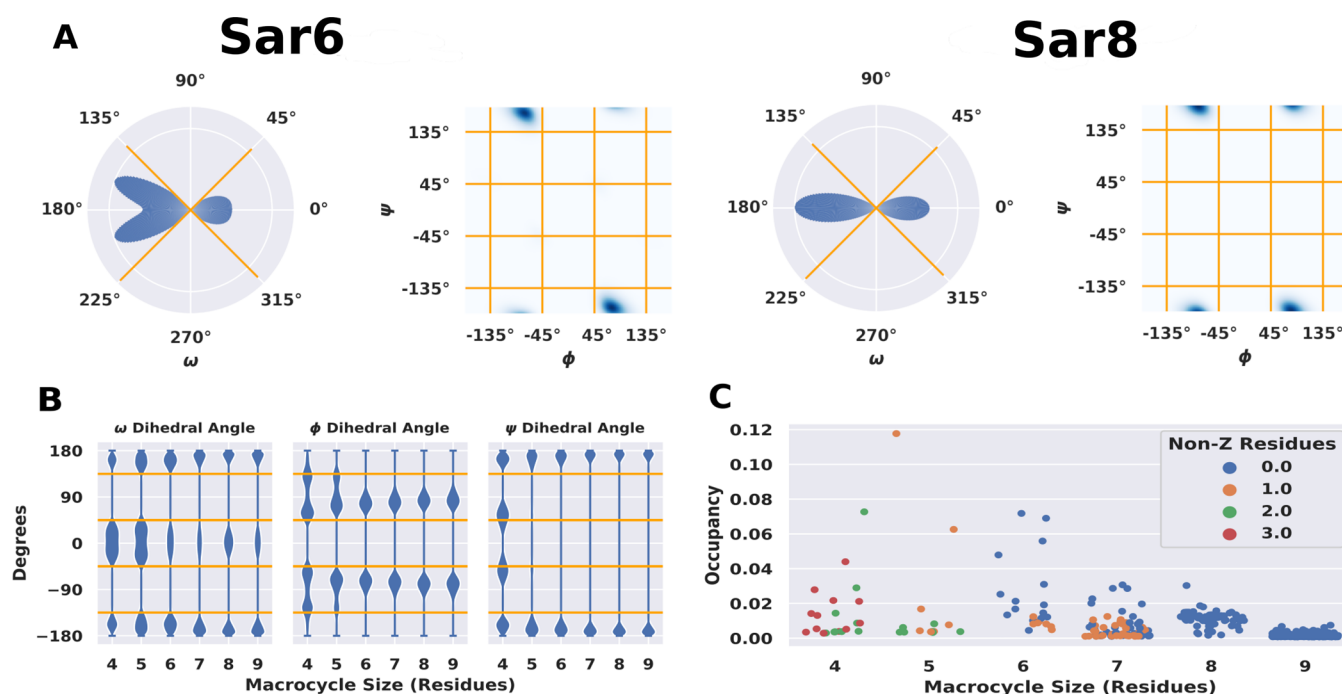 A
Sar6
Sar8
90°
135°
45°
180°
0°
225°
315°
270°
ω
135°
45°
-45°
-135°
ψ
-135° -45° 45° 135°
ϕ
90°
135°
45°
180°
0°
225°
315°
270°
ω
135°
45°
-45°
-135°
ψ
-135° -45° 45° 135°
ϕ
B
ω Dihedral Angle
ϕ Dihedral Angle
ψ Dihedral Angle
Degrees
180
90
0
−90
−180
4 5 6 7 8 9
4 5 6 7 8 9
4 5 6 7 8 9
Macrocycle Size (Residues)
C
Occupancy
0.12
0.10
0.08
0.06
0.04
0.02
0.00
Non-Z Residues
0.0
1.0
2.0
3.0
4 5 6 7 8 9
Macrocycle Size (Residues)